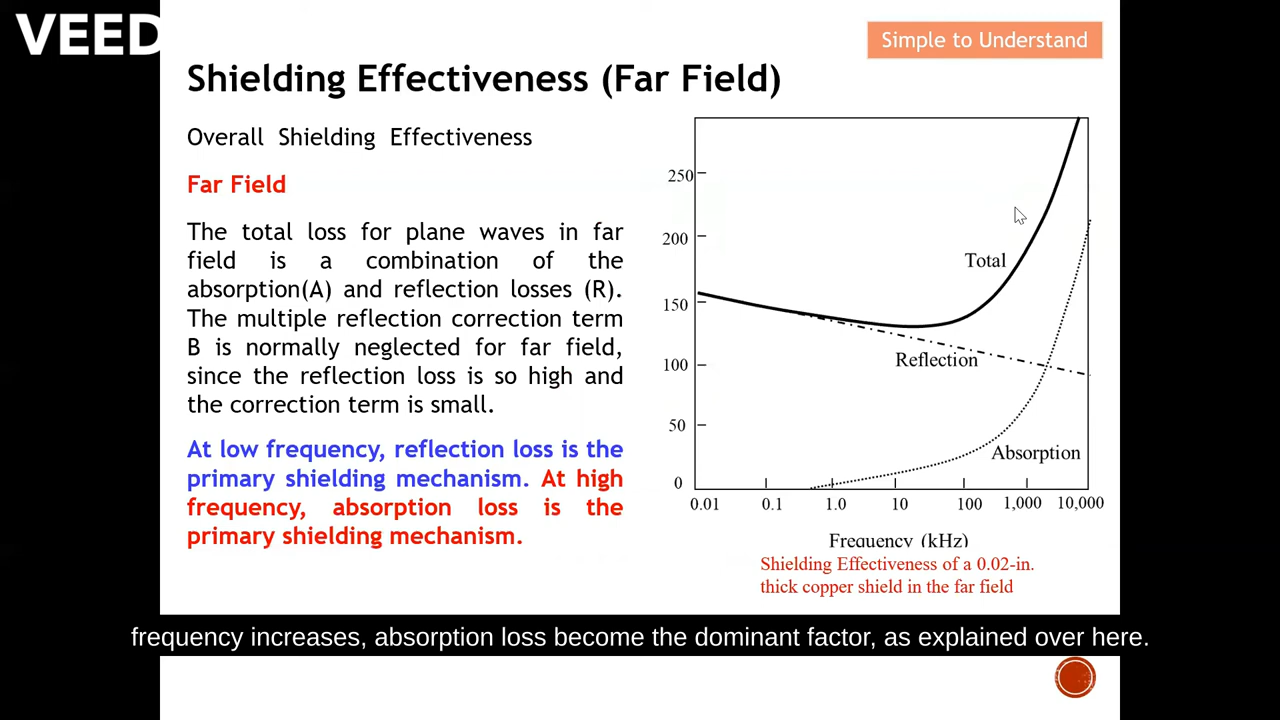 VEED
Simple to Understand
Shielding Effectiveness (Far Field)
Overall Shielding Effectiveness
Far Field
The total loss for plane waves in far
field is a combination of the
absorption(A) and reflection losses (R).
The multiple reflection correction term
B is normally neglected for far field,
since the reflection loss is so high and
the correction term is small.
At low frequency, reflection loss is the
primary shielding mechanism. At high
frequency, absorption loss is the
primary shielding mechanism.
250
200
150
100
50
0
Total
Reflection
Absorption
0.01 0.1 1.0 10 100 1,000 10,000
Frequency (kHz)
Shielding Effectiveness of a 0.02-in.
thick copper shield in the far field
frequency increases, absorption loss become the dominant factor, as explained over here.